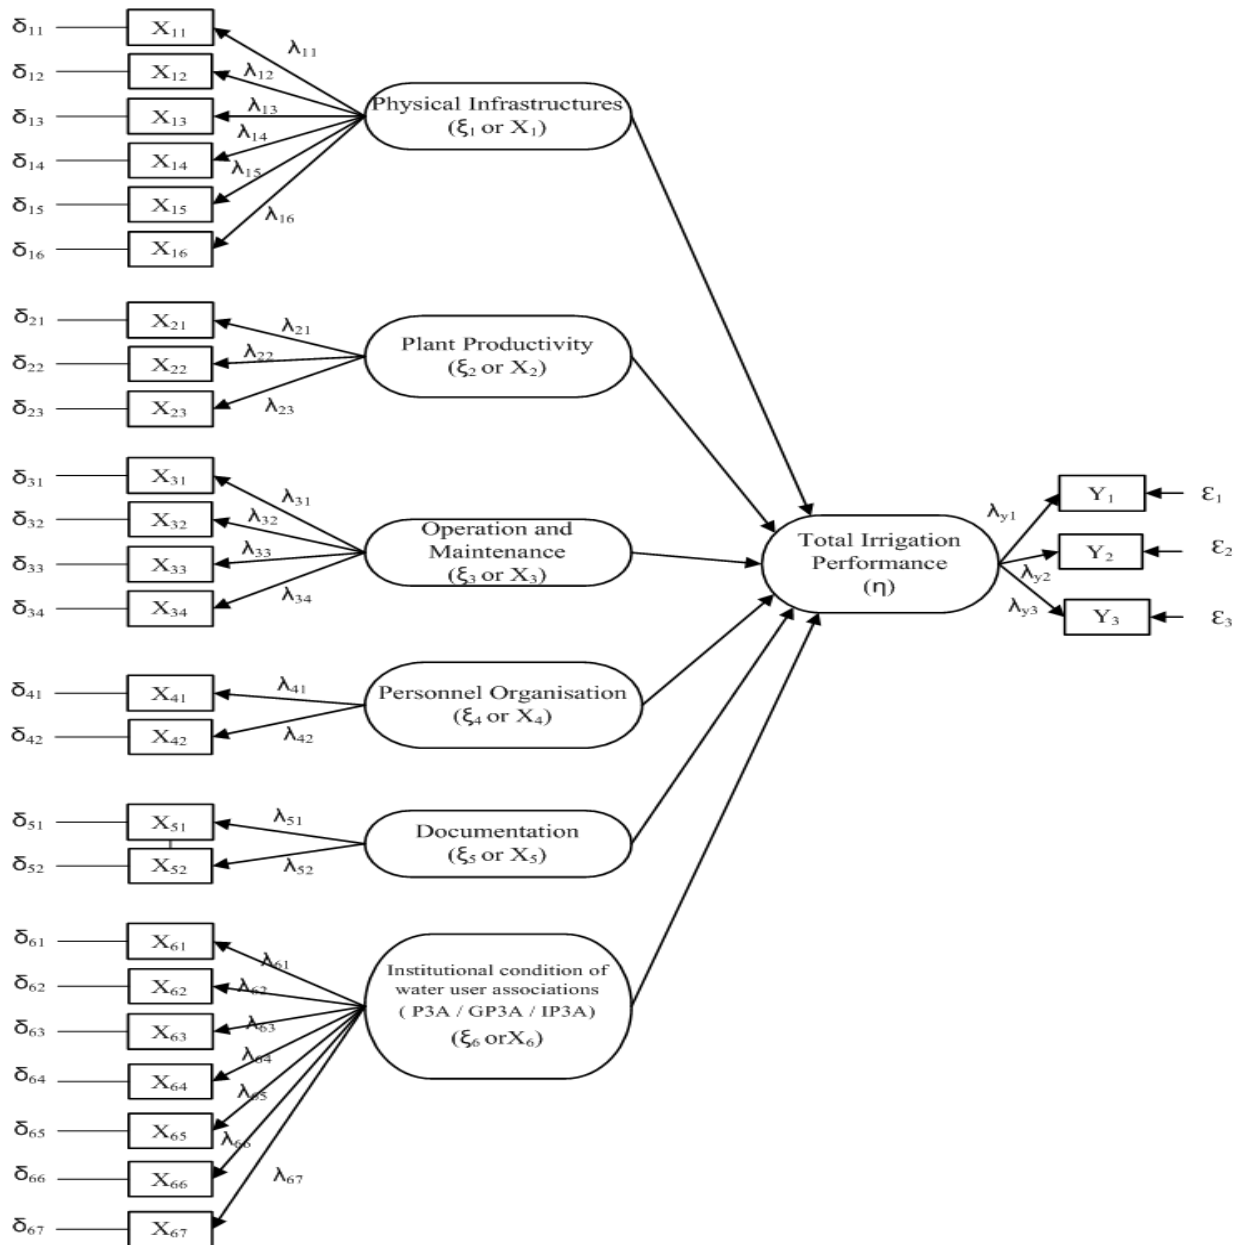 δ₁₁ X₁₁ λ₁₁
δ₁₂ X₁₂ λ₁₂
δ₁₃ X₁₃ λ₁₃
δ₁₄ X₁₄ λ₁₄
δ₁₅ X₁₅ λ₁₅
δ₁₆ X₁₆ λ₁₆
Physical Infrastructures
(ξ₁ or X₁)
δ₂₁ X₂₁ λ₂₁
δ₂₂ X₂₂ λ₂₂
δ₂₃ X₂₃ λ₂₃
Plant Productivity
(ξ₂ or X₂)
δ₃₁ X₃₁ λ₃₁
δ₃₂ X₃₂ λ₃₂
δ₃₃ X₃₃ λ₃₃
δ₃₄ X₃₄ λ₃₄
Operation and
Maintenance
(ξ₃ or X₃)
δ₄₁ X₄₁ λ₄₁
δ₄₂ X₄₂ λ₄₂
Personnel Organisation
(ξ₄ or X₄)
δ₅₁ X₅₁ λ₅₁
δ₅₂ X₅₂ λ₅₂
Documentation
(ξ₅ or X₅)
δ₆₁ X₆₁ λ₆₁
δ₆₂ X₆₂ λ₆₂
δ₆₃ X₆₃ λ₆₃
δ₆₄ X₆₄ λ₆₄
δ₆₅ X₆₅ λ₆₅
δ₆₆ X₆₆ λ₆₆
δ₆₇ X₆₇ λ₆₇
Institutional condition of
water user associations
( P3A / GP3A / IP3A)
(ξ₆ orX₆)
Total Irrigation
Performance
(η)
λy₁ Y₁ ε₁
λy₂ Y₂ ε₂
λy₃ Y₃ ε₃